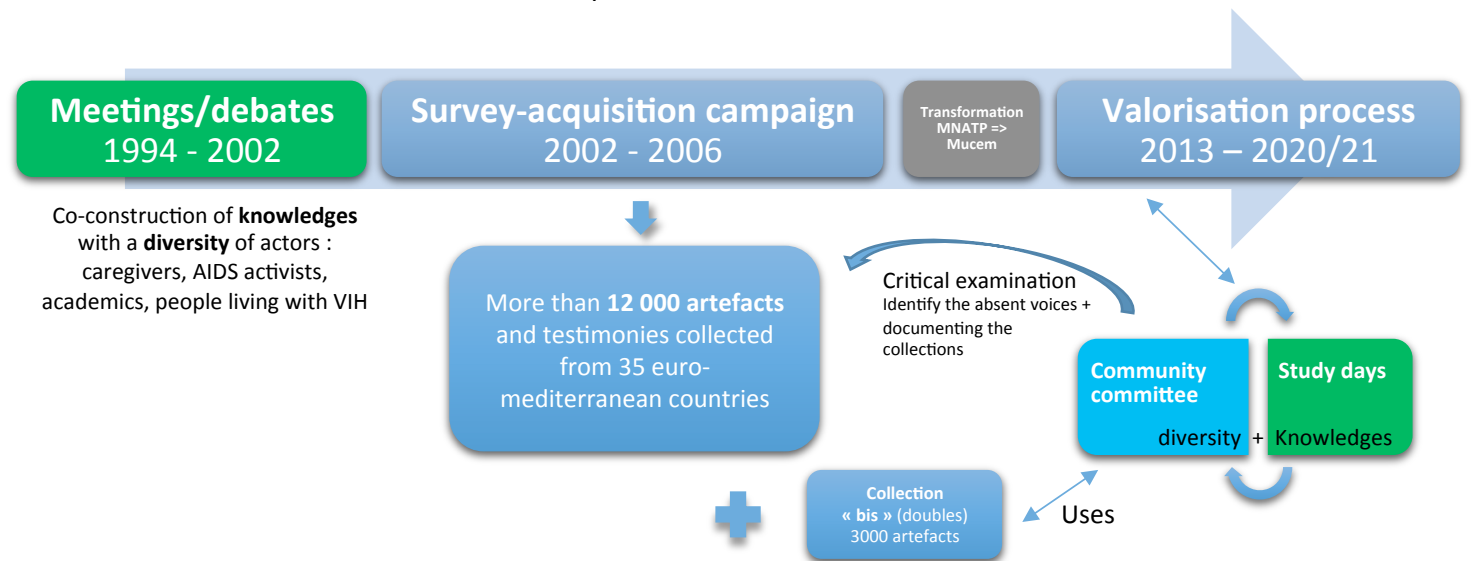 Meetings/debates
1994 - 2002
Survey-acquisition campaign
2002 - 2006
Transformation
MNATP =>
Mucem
Valorisation process
2013 – 2020/21
Co-construction of knowledges
with a diversity of actors :
caregivers, AIDS activists,
academics, people living with VIH
More than 12 000 artefacts
and testimonies collected
from 35 euro-
mediterranean countries
Critical examination
Identify the absent voices +
documenting the
collections
Community
committee
diversity
+
Study days
Knowledges
Collection
« bis » (doubles)
3000 artefacts
Uses